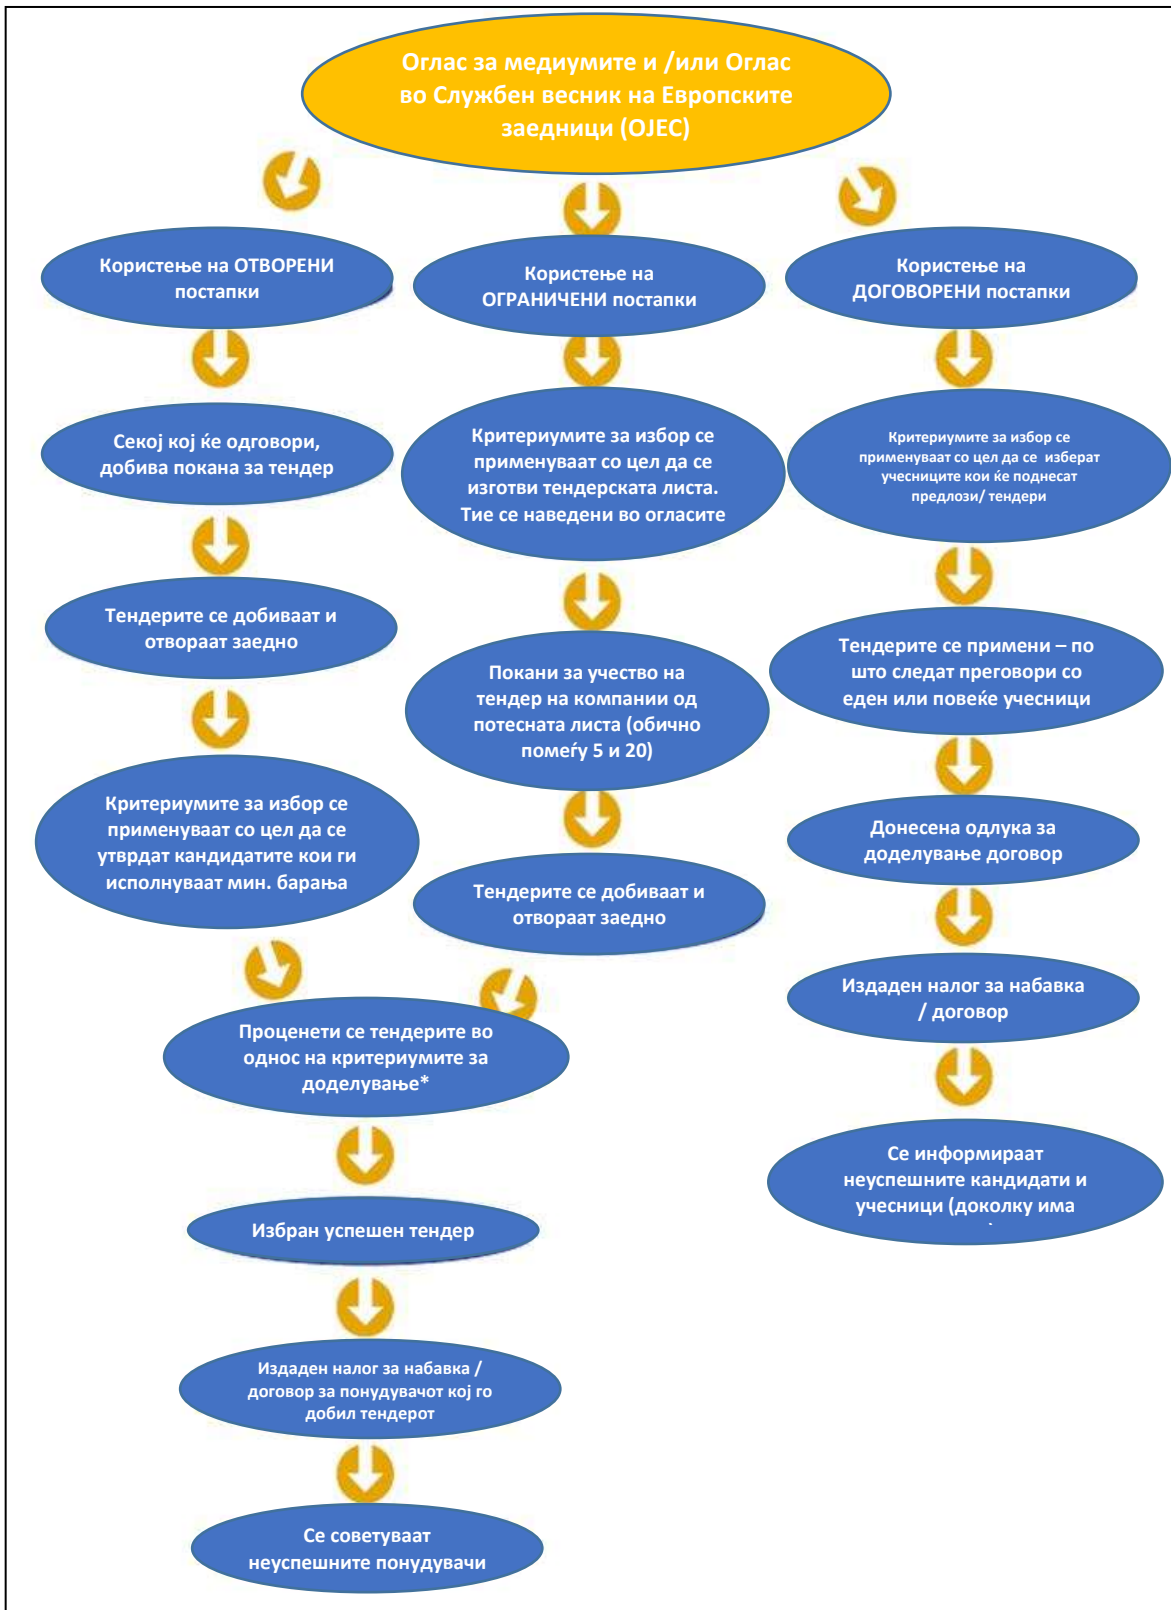 Оглас за медиумите и /или Оглас
во Службен весник на Европските
заедници (ОЈЕС)
Користење на ОТВОРЕНИ
постапки
Секој кој ќе одговори,
добива покана за тендер
Тендерите се добиваат и
отвораат заедно
Критериумите за избор се
применуваат со цел да се
утврдат кандидатите кои ги
исполнуваат мин. барања
Користење на
ОГРАНИЧЕНИ постапки
Критериумите за избор се
применуваат со цел да се
изготви тендерската листа.
Тие се наведени во огласите
Покани за учество на
тендер на компании од
потесната листа (обично
помеѓу 5 и 20)
Тендерите се добиваат и
отвораат заедно
Проценети се тендерите во
однос на критериумите за
доделување*
Избран успешен тендер
Издаден налог за набавка /
договор за понудувачот кој го
добил тендерот
Се советуваат
неуспешните понудувачи
Користење на
ДОГОВОРЕНИ постапки
Критериумите за избор се
применуваат со цел да се изберат
учесниците кои ќе поднесат
предлози/ тендери
Тендерите се примени – по
што следат преговори со
еден или повеќе учесници
Донесена одлука за
доделување договор
Издаден налог за набавка
/ договор
Се информираат
неуспешните кандидати и
учесници (доколку има